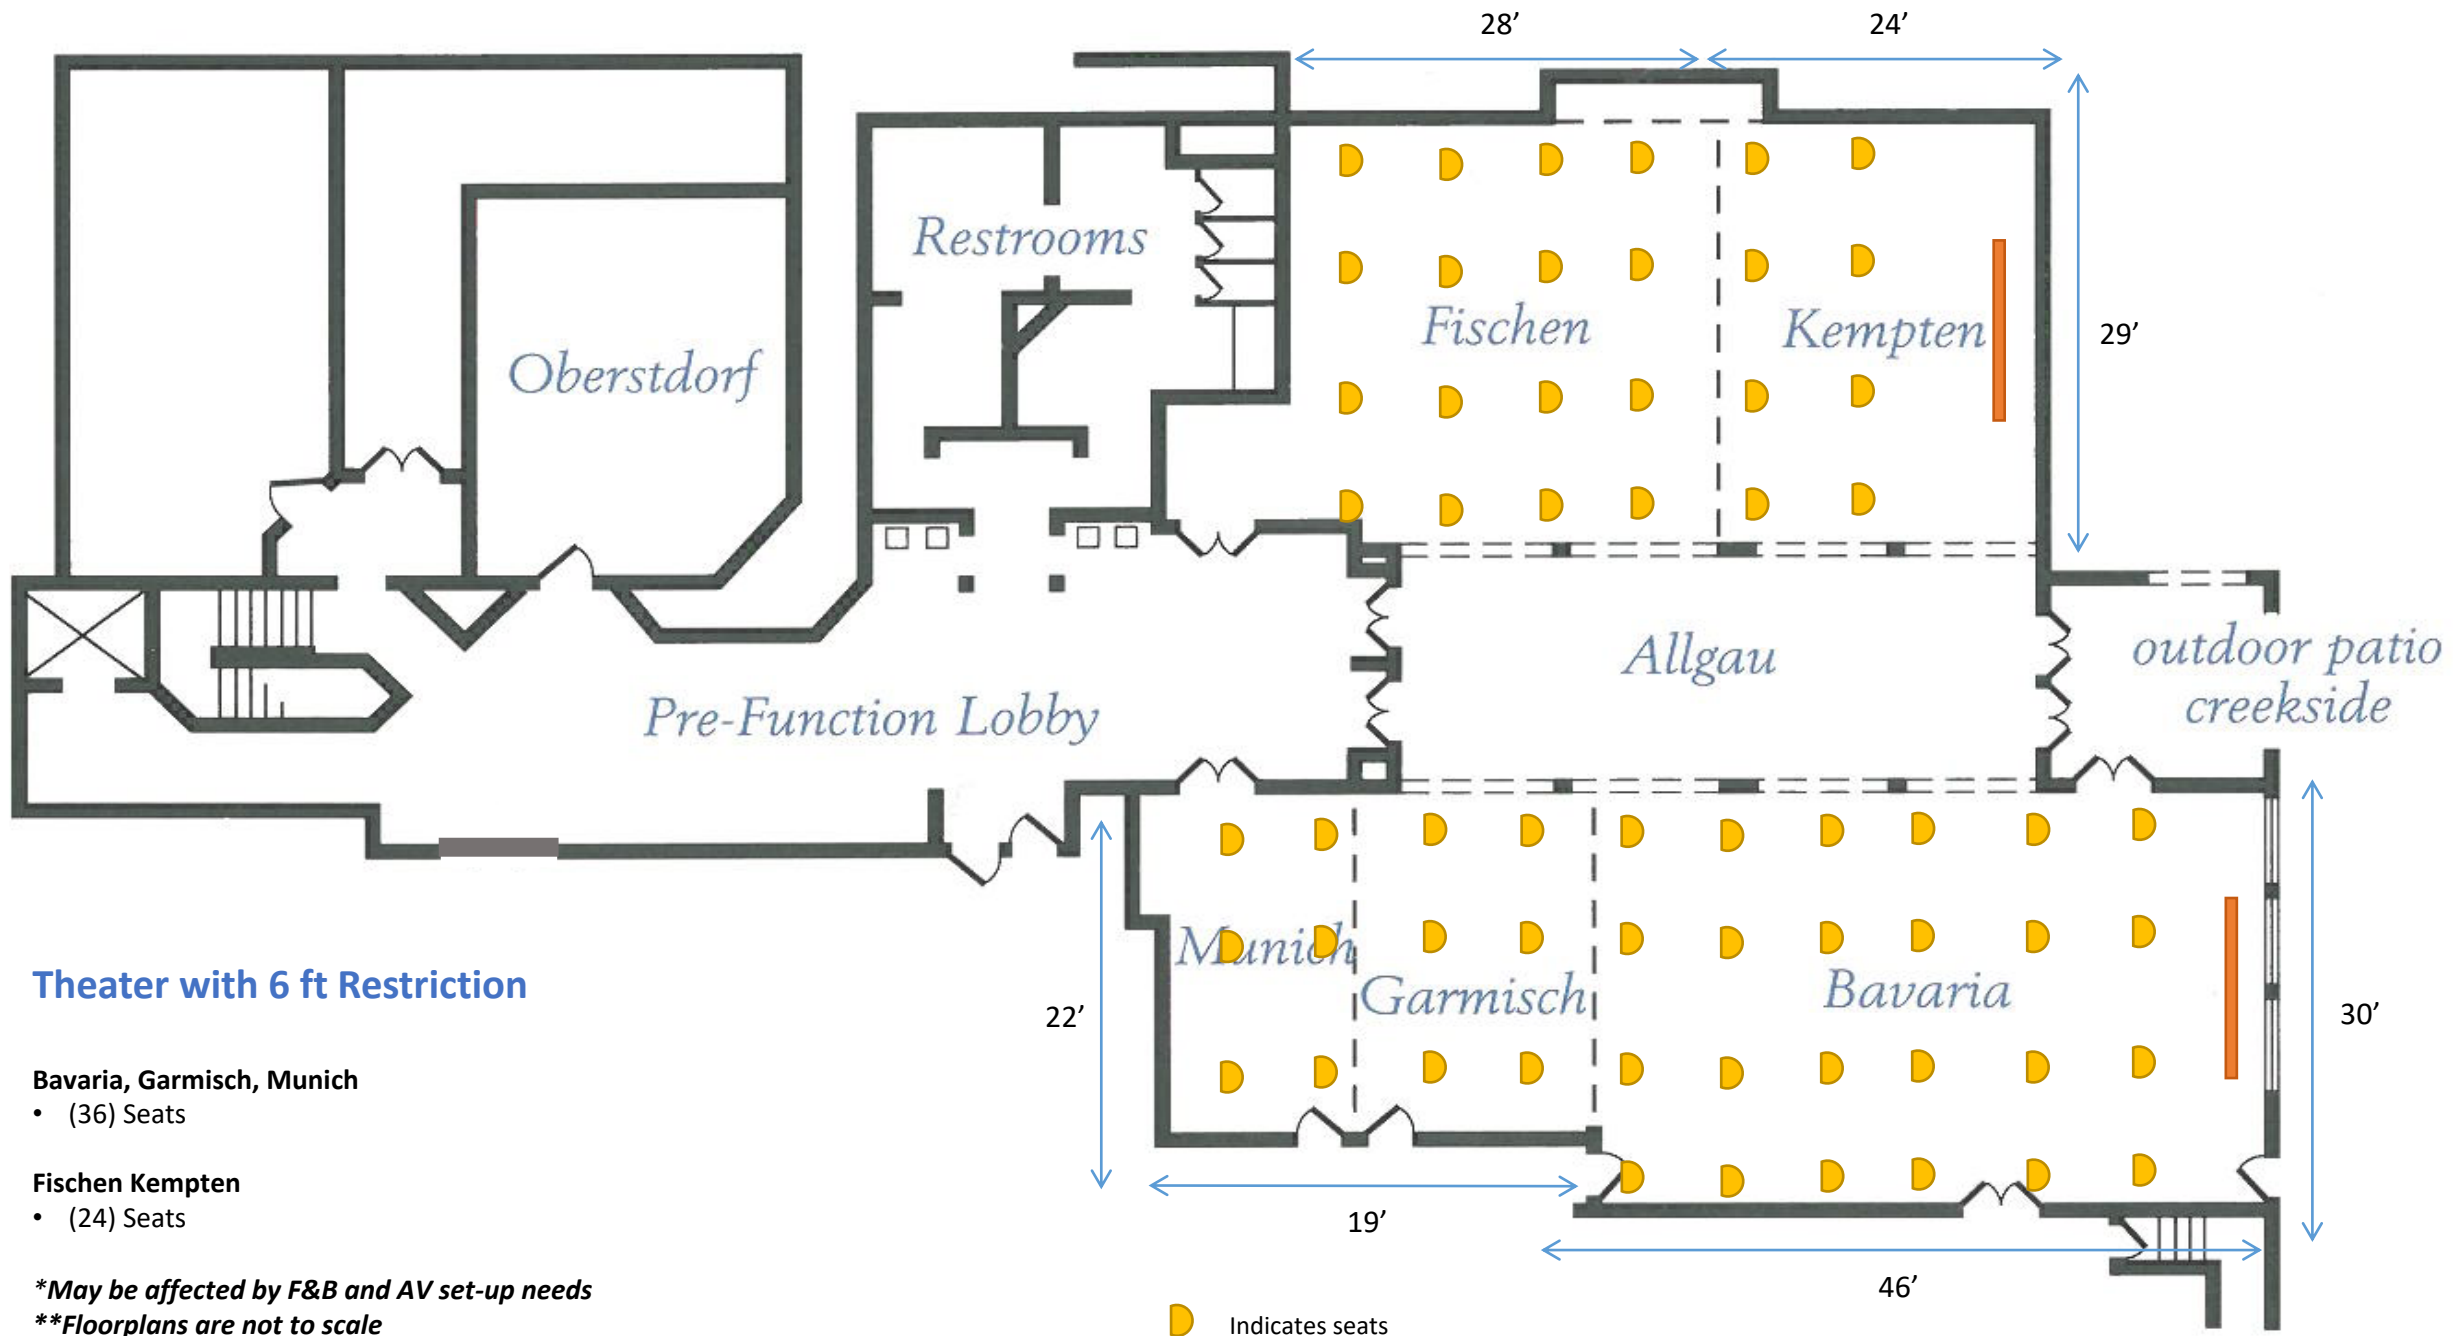 28’
24’
Restrooms
Fischen
Kempten
29’
Oberstdorf
Allgau
outdoor patio
creekside
Pre-Function Lobby
Munich
Garmisch
Bavaria
22’
30’
19’
46’
Theater with 6 ft Restriction
Bavaria, Garmisch, Munich
• (36) Seats
Fischen Kempten
• (24) Seats
*May be affected by F&B and AV set-up needs
**Floorplans are not to scale
Indicates seats